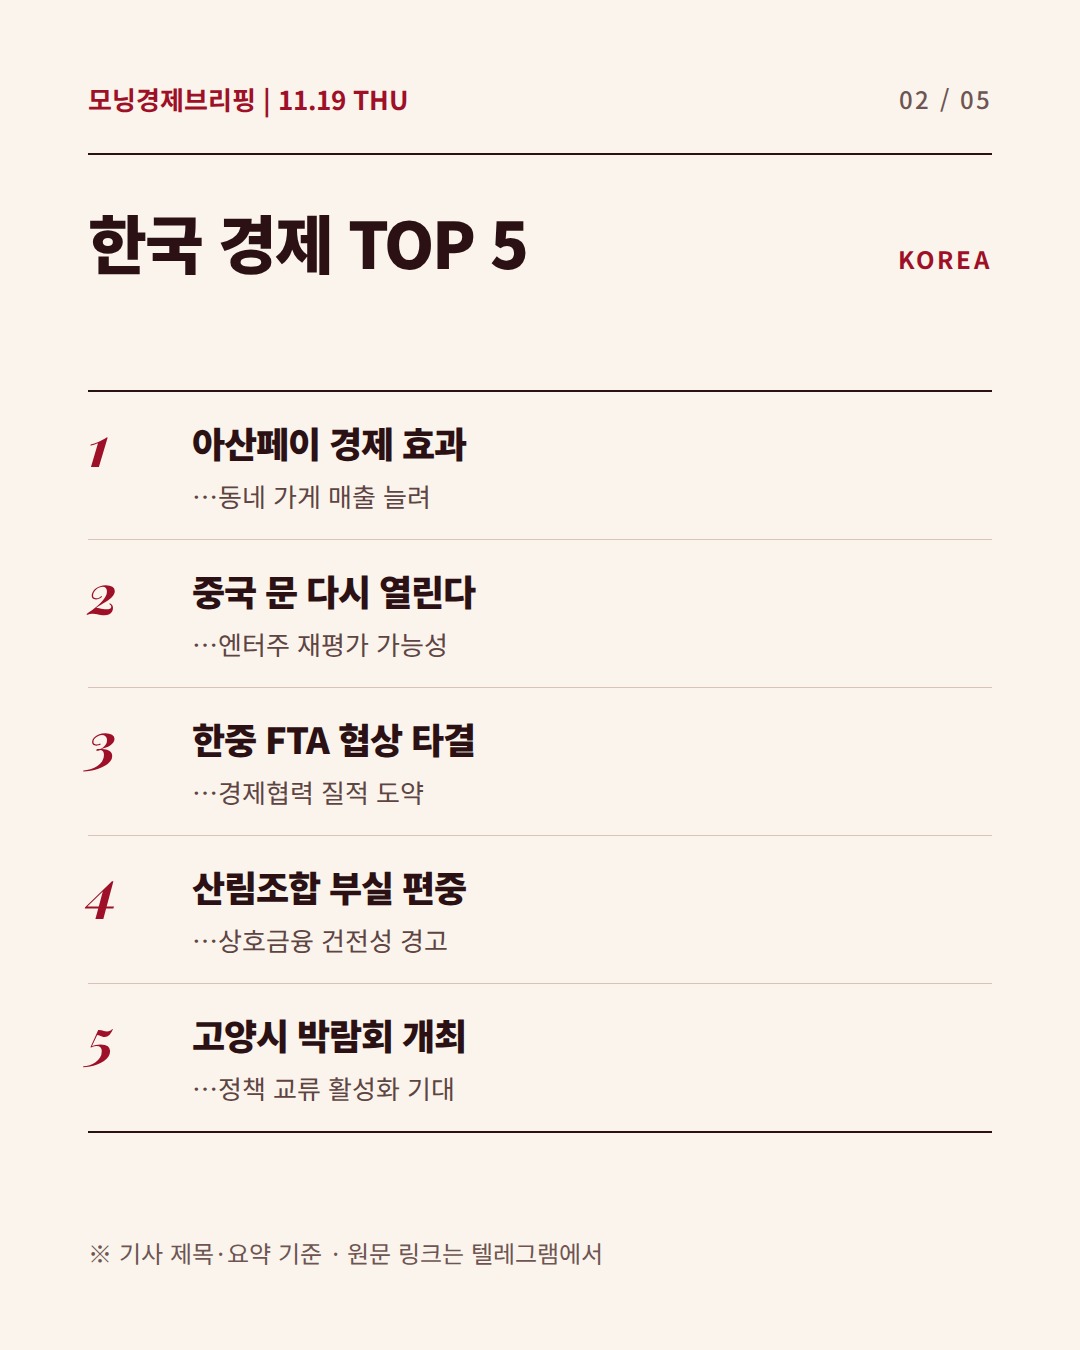 모닝경제브리핑 | 11.19 THU
02 / 05
한국 경제 TOP 5
KOREA
1
아산페이 경제 효과
…동네 가게 매출 늘려
2
중국 문 다시 열린다
…엔터주 재평가 가능성
3
한중 FTA 협상 타결
…경제협력 질적 도약
4
산림조합 부실 편중
…상호금융 건전성 경고
5
고양시 박람회 개최
…정책 교류 활성화 기대
※ 기사 제목·요약 기준 · 원문 링크는 텔레그램에서